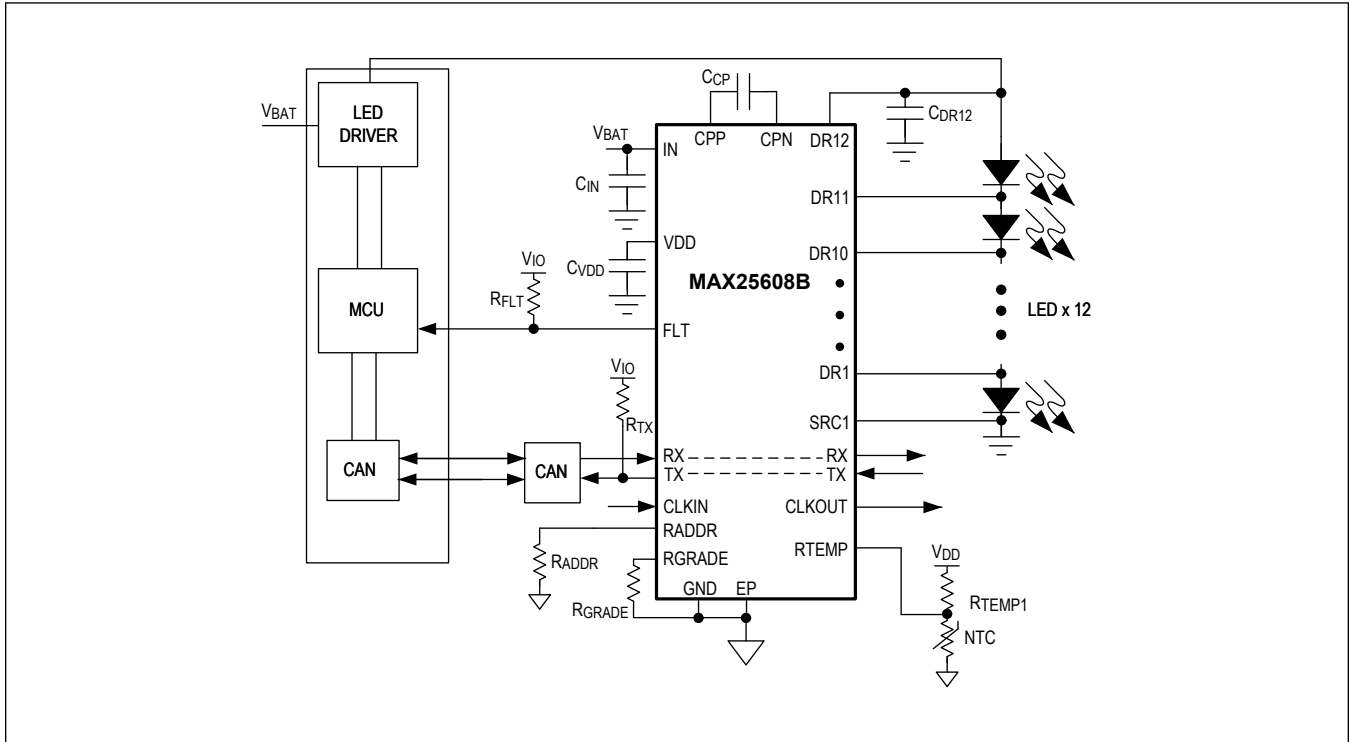 LED
DRIVER
VBAT
MCU
CAN
CAN
VIO
RFLT
VIO
RTX
RADDR
RGRADE
VBAT
CIN
CVDD
CCP
CPP
CPN
DR12
IN
VDD
FLT
RX
TX
CLKIN
RADDR
RGRADE
GND
EP
MAX25608B
DR11
DR10
DR1
SRC1
RX
TX
CLKOUT
RTEMP
CDR12
LED x 12
VDD
RTEMP1
NTC